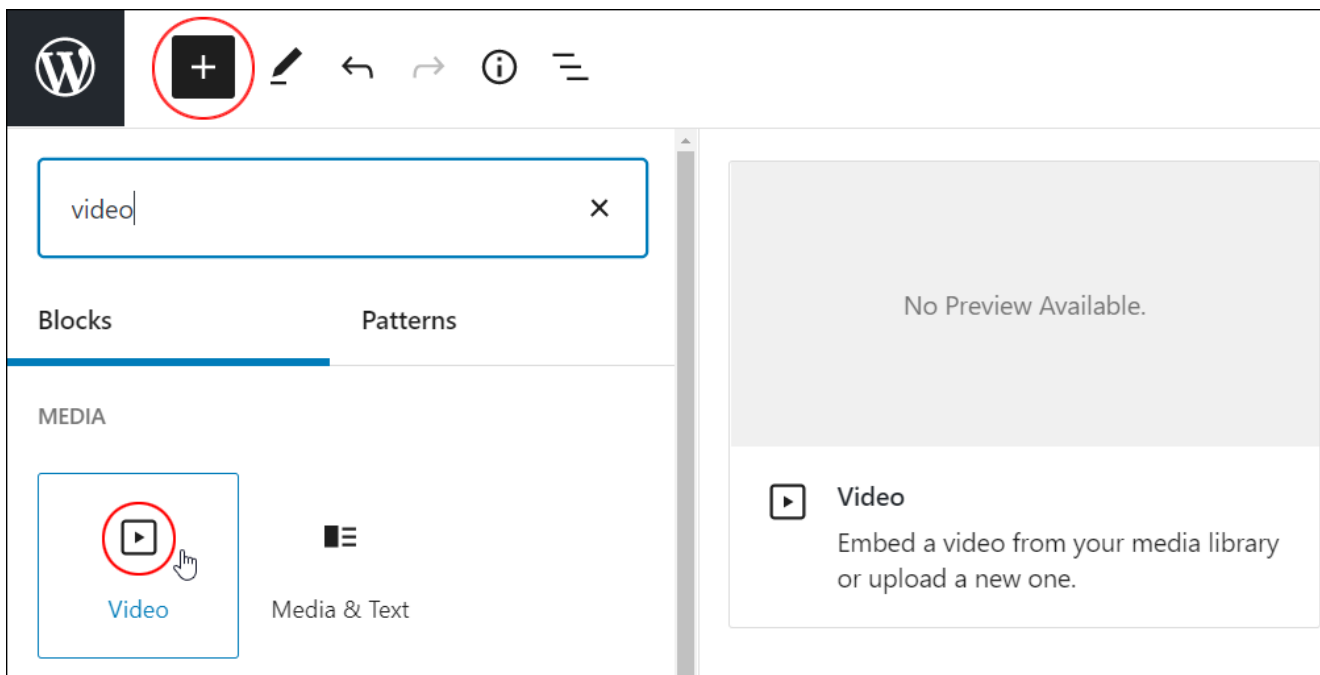 video
Blocks
Patterns
MEDIA
Video
Media & Text
No Preview Available.
Video
Embed a video from your media library
or upload a new one.